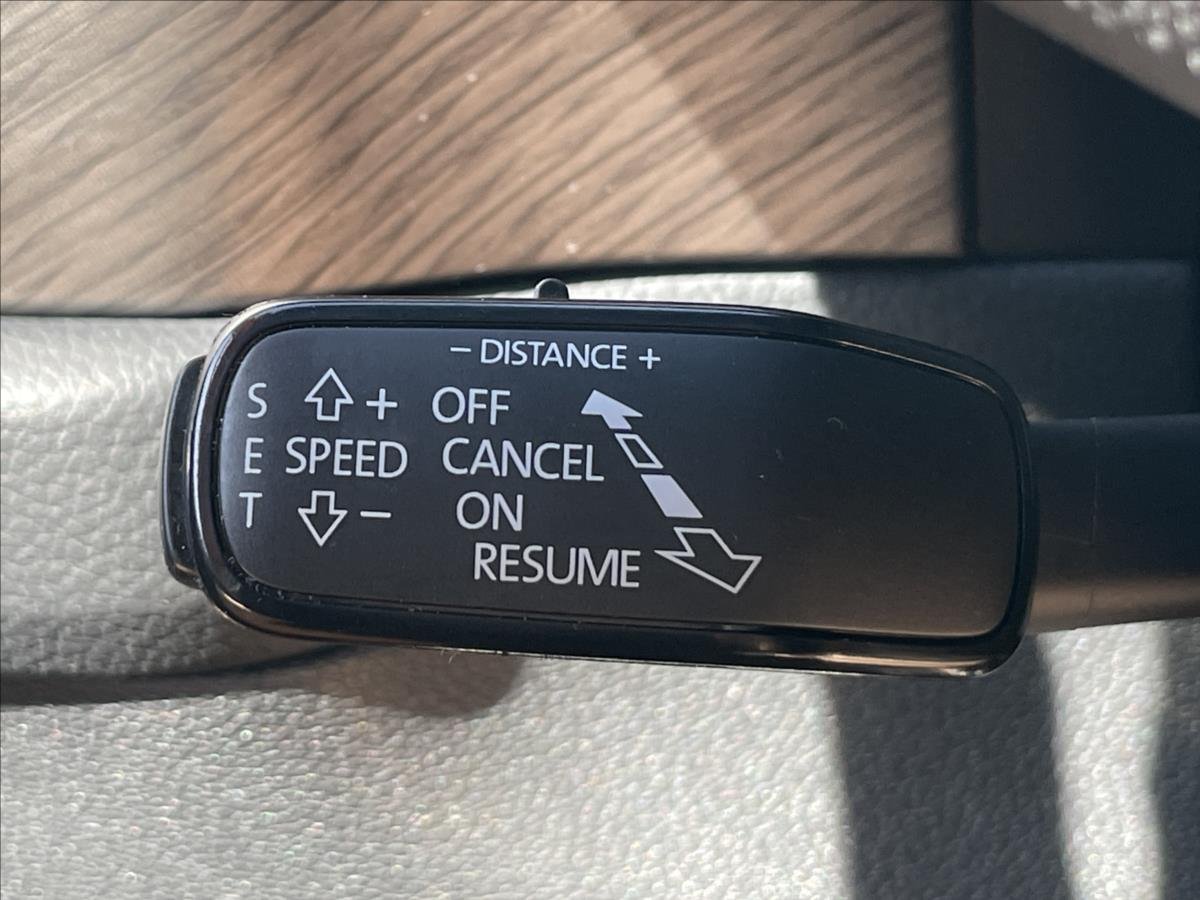 − DISTANCE +
S + OFF
E SPEED CANCEL
T − ON
RESUME